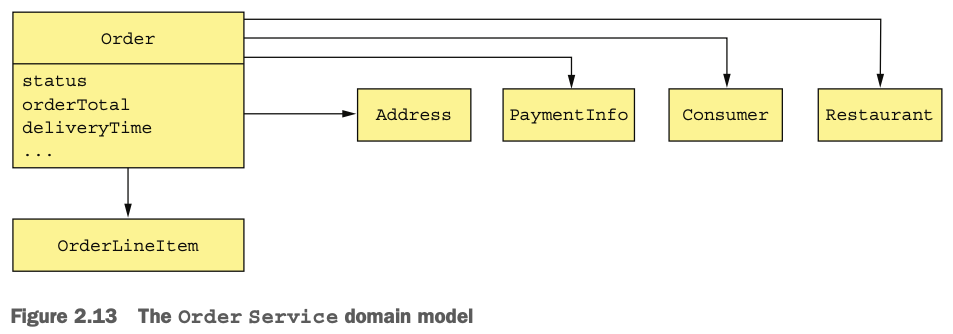 Order
status
orderTotal
deliveryTime
...
Address
PaymentInfo
Consumer
Restaurant
OrderLineItem
Figure 2.13 The Order Service domain model